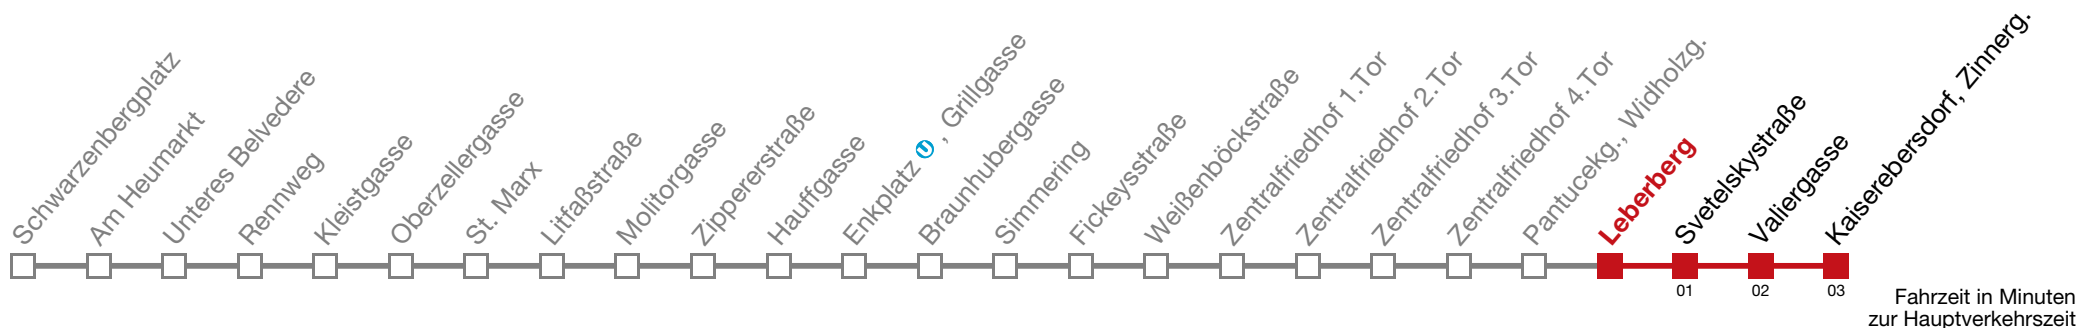 Schwarzenbergplatz
Am Heumarkt
Unteres Belvedere
Rennweg
Kleistgasse
Oberzellergasse
St. Marx
Litfaßstraße
Molitorgasse
Zippererstraße
Hauffgasse
Enkplatz U, Grillgasse
Braunhubergasse
Simmering
Fickeysstraße
Weißenböckstraße
Zentralfriedhof 1.Tor
Zentralfriedhof 2.Tor
Zentralfriedhof 3.Tor
Zentralfriedhof 4.Tor
Pantucekg., Widholzg.
Leberberg
Svetelskystraße
Valiergasse
Kaiserebersdorf, Zinnerg.
01 02 03
Fahrzeit in Minuten
zur Hauptverkehrszeit